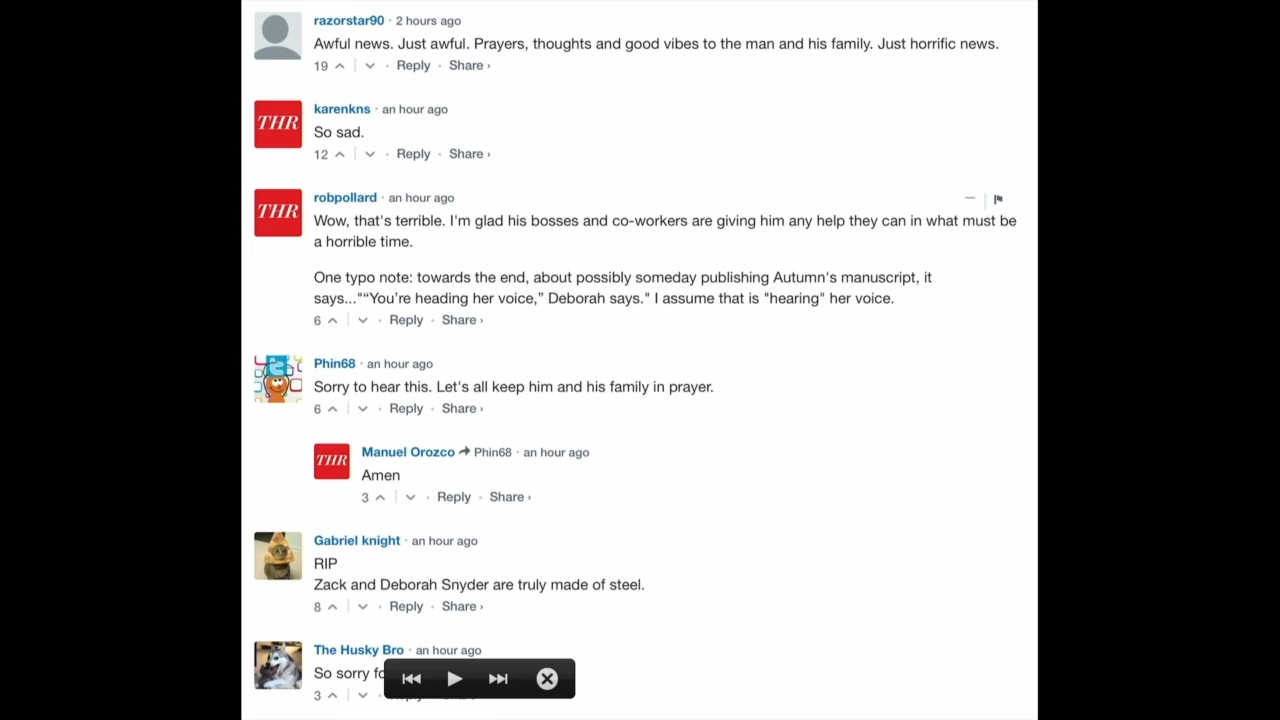 razorstar90 · 2 hours ago
Awful news. Just awful. Prayers, thoughts and good vibes to the man and his family. Just horrific news.
19 · Reply · Share ›
THR
karenkns · an hour ago
So sad.
12 · Reply · Share ›
THR
robpollard · an hour ago
Wow, that's terrible. I'm glad his bosses and co-workers are giving him any help they can in what must be
a horrible time.
One typo note: towards the end, about possibly someday publishing Autumn's manuscript, it
says..."“You’re heading her voice,” Deborah says." I assume that is "hearing" her voice.
6 · Reply · Share ›
Phin68 · an hour ago
Sorry to hear this. Let's all keep him and his family in prayer.
6 · Reply · Share ›
THR
Manuel Orozco Phin68 · an hour ago
Amen
3 · Reply · Share ›
Gabriel knight · an hour ago
RIP
Zack and Deborah Snyder are truly made of steel.
8 · Reply · Share ›
The Husky Bro · an hour ago
So sorry
3